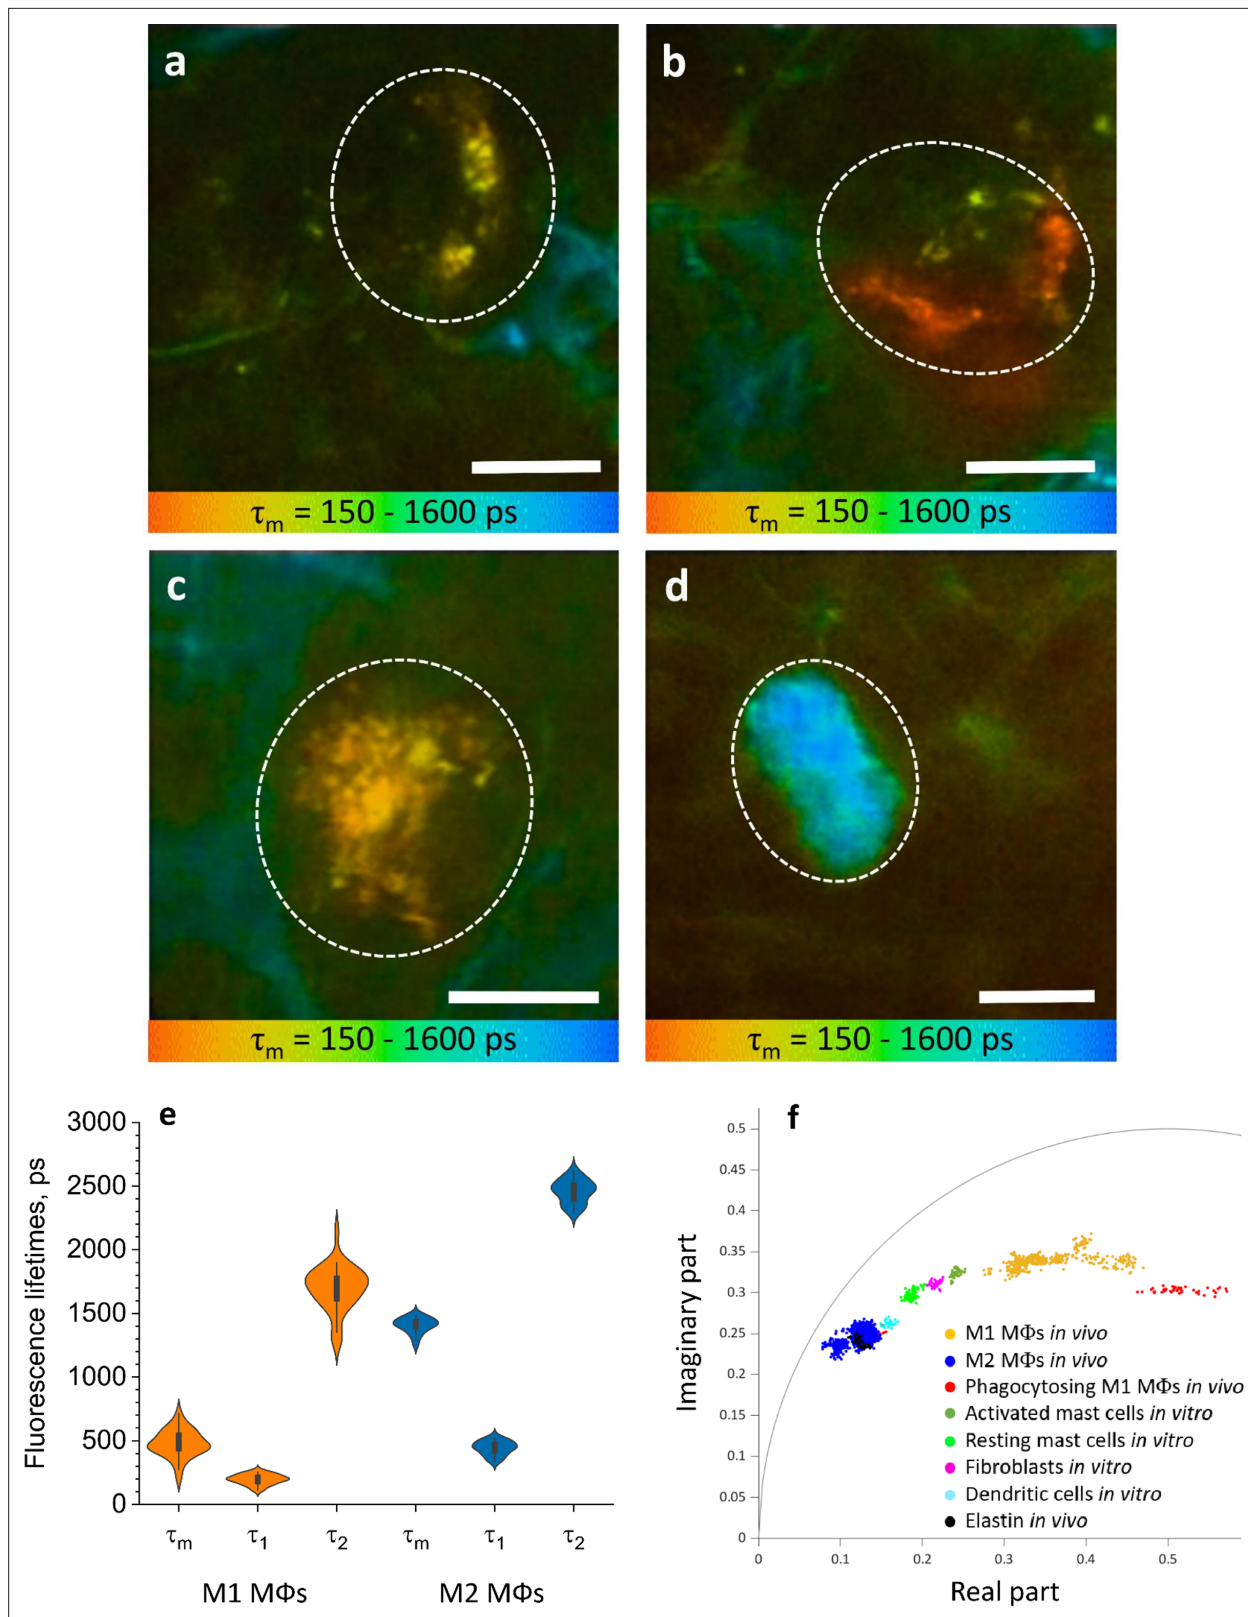 a
b
τm = 150 - 1600 ps
τm = 150 - 1600 ps
c
d
τm = 150 - 1600 ps
τm = 150 - 1600 ps
e
Fluorescence lifetimes, ps
3000
2500
2000
1500
1000
500
0
τm
τ1
τ2
τm
τ1
τ2
M1 MΦs
M2 MΦs
f
Imaginary part
0.5
0.45
0.4
0.35
0.3
0.25
0.2
0.15
0.1
0.05
0
M1 MΦs in vivo
M2 MΦs in vivo
Phagocytosing M1 MΦs in vivo
Activated mast cells in vitro
Resting mast cells in vitro
Fibroblasts in vitro
Dendritic cells in vitro
Elastin in vivo
0
0.1
0.2
0.3
0.4
0.5
Real part